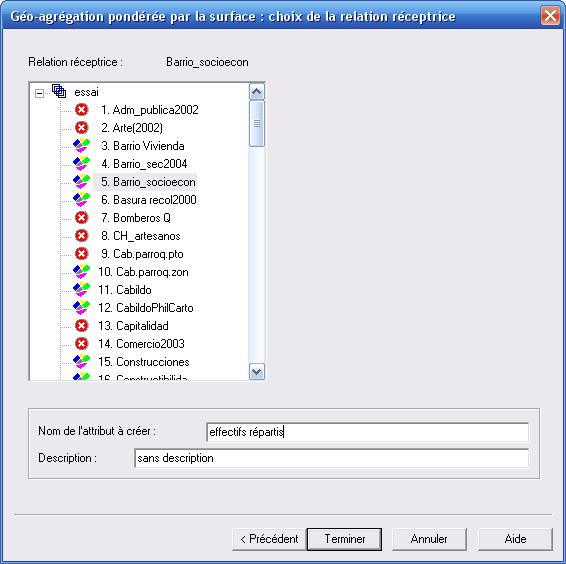 Géo-agrégation pondérée par la surface : choix de la relation réceptrice
Relation réceptrice : Barrio_socioecon
essai
1. Adm_publica2002
2. Arte(2002)
3. Barrio Vivienda
4. Barrio_sec2004
5. Barrio_socioecon
6. Basura recol2000
7. Bomberos Q
8. CH_artesanos
9. Cab.parroq.pto
10. Cab.parroq.zon
11. Cabildo
12. CabildoPhilCarto
13. Capitalidad
14. Comercio2003
15. Construcciones
16. Constructibilida
Nom de l'attribut à créer : effectifs répartis
Description : sans description
< Précédent Terminer Annuler Aide